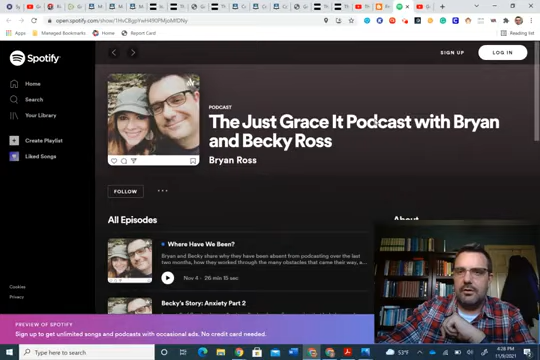 open.spotify.com/show/
Apps
Managed Bookmarks
Home
Report Card
Reading list
Spotify
SIGN UP
LOG IN
Home
Search
Your Library
Create Playlist
Liked Songs
PODCAST
The Just Grace It Podcast with Bryan
and Becky Ross
Bryan Ross
FOLLOW
All Episodes
About
Where Have We Been?
Bryan and Becky share why they have been absent from podcasting over the last
two months, how they worked through the many obstacles that came their way, a...
Nov 4 · 26 min 15 sec
Becky's Story: Anxiety Part 2
Cookies
Privacy
PREVIEW OF SPOTIFY
Sign up to get unlimited songs and podcasts with occasional ads. No credit card needed.
Type here to search
53°F
4:26 PM
11/9/2021